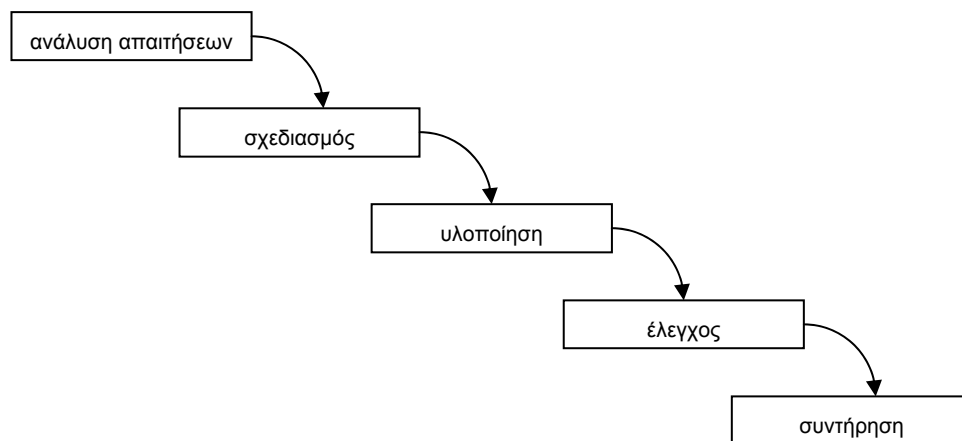 ανάλυση απαιτήσεων
σχεδιασμός
υλοποίηση
έλεγχος
συντήρηση